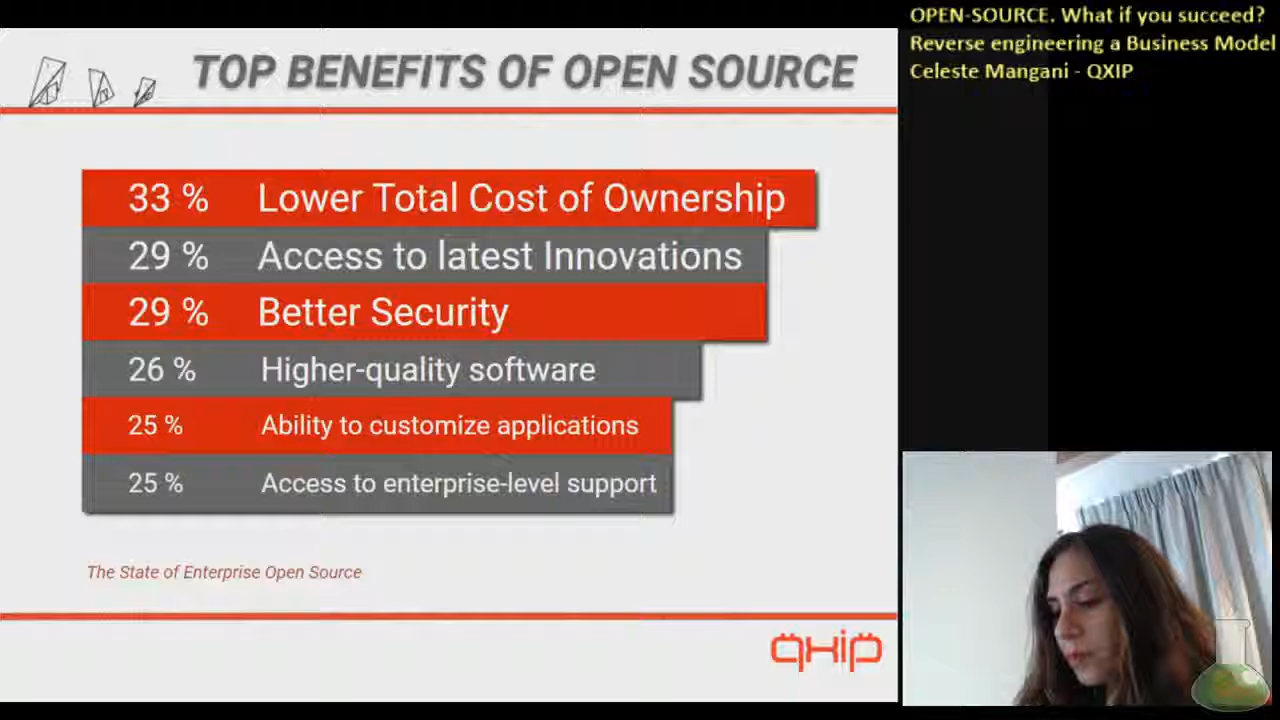 OPEN-SOURCE. What if you succeed?
Reverse engineering a Business Model
Celeste Mangani - QXIP
TOP BENEFITS OF OPEN SOURCE
33 % Lower Total Cost of Ownership
29 % Access to latest Innovations
29 % Better Security
26 % Higher-quality software
25 % Ability to customize applications
25 % Access to enterprise-level support
The State of Enterprise Open Source
qxip